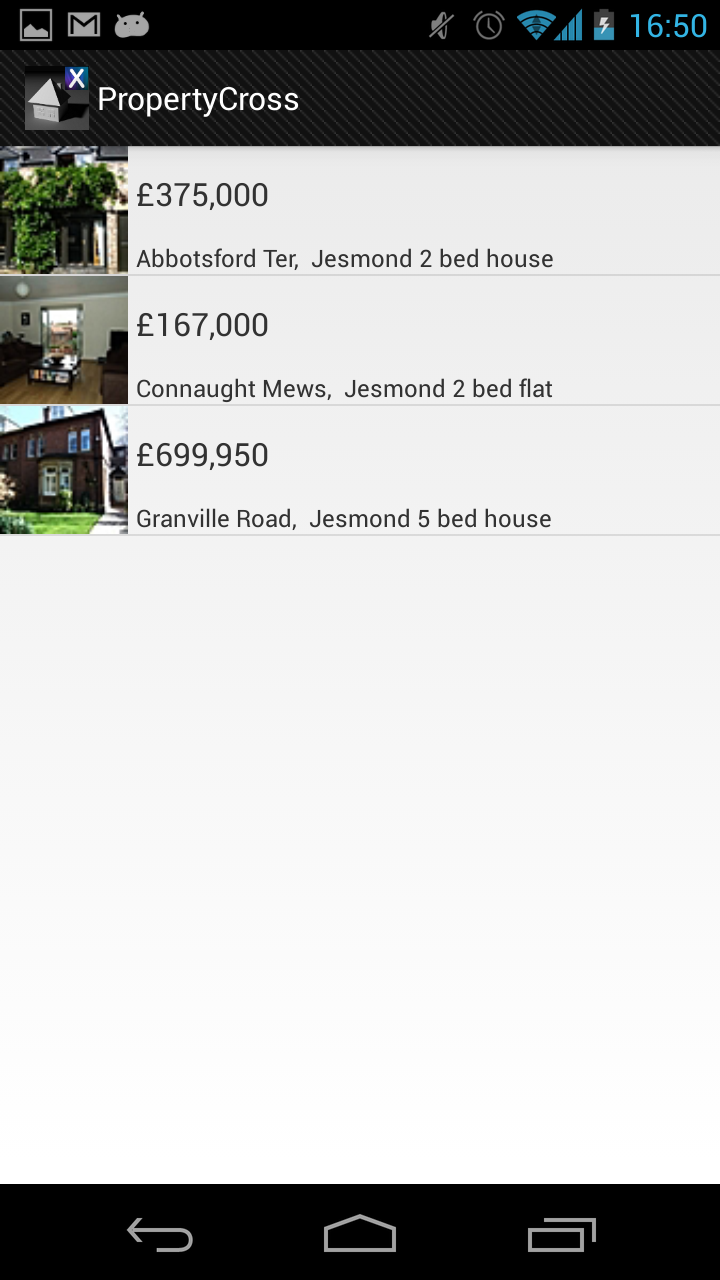 16:50
X
PropertyCross
£375,000
Abbotsford Ter,  Jesmond 2 bed house
£167,000
Connaught Mews,  Jesmond 2 bed flat
£699,950
Granville Road,  Jesmond 5 bed house